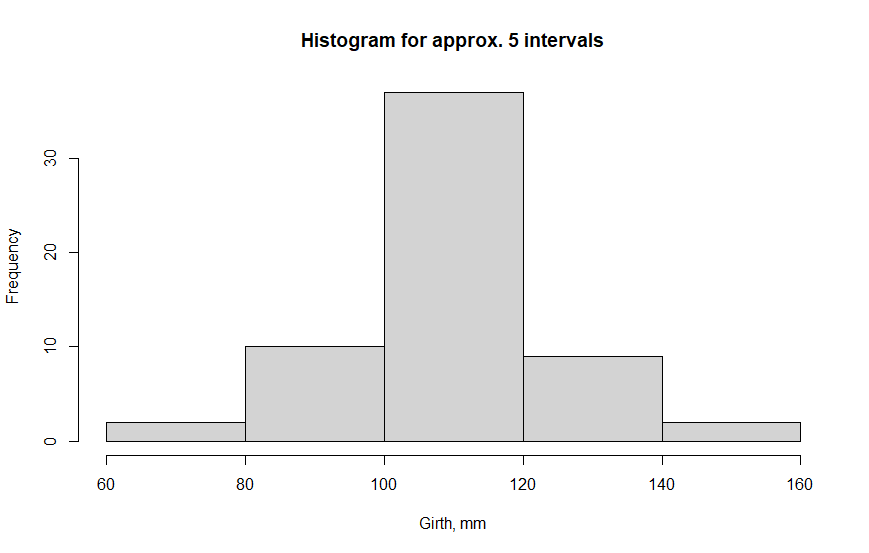 Histogram for approx. 5 intervals
Frequency
30
20
10
0
60 80 100 120 140 160
Girth, mm